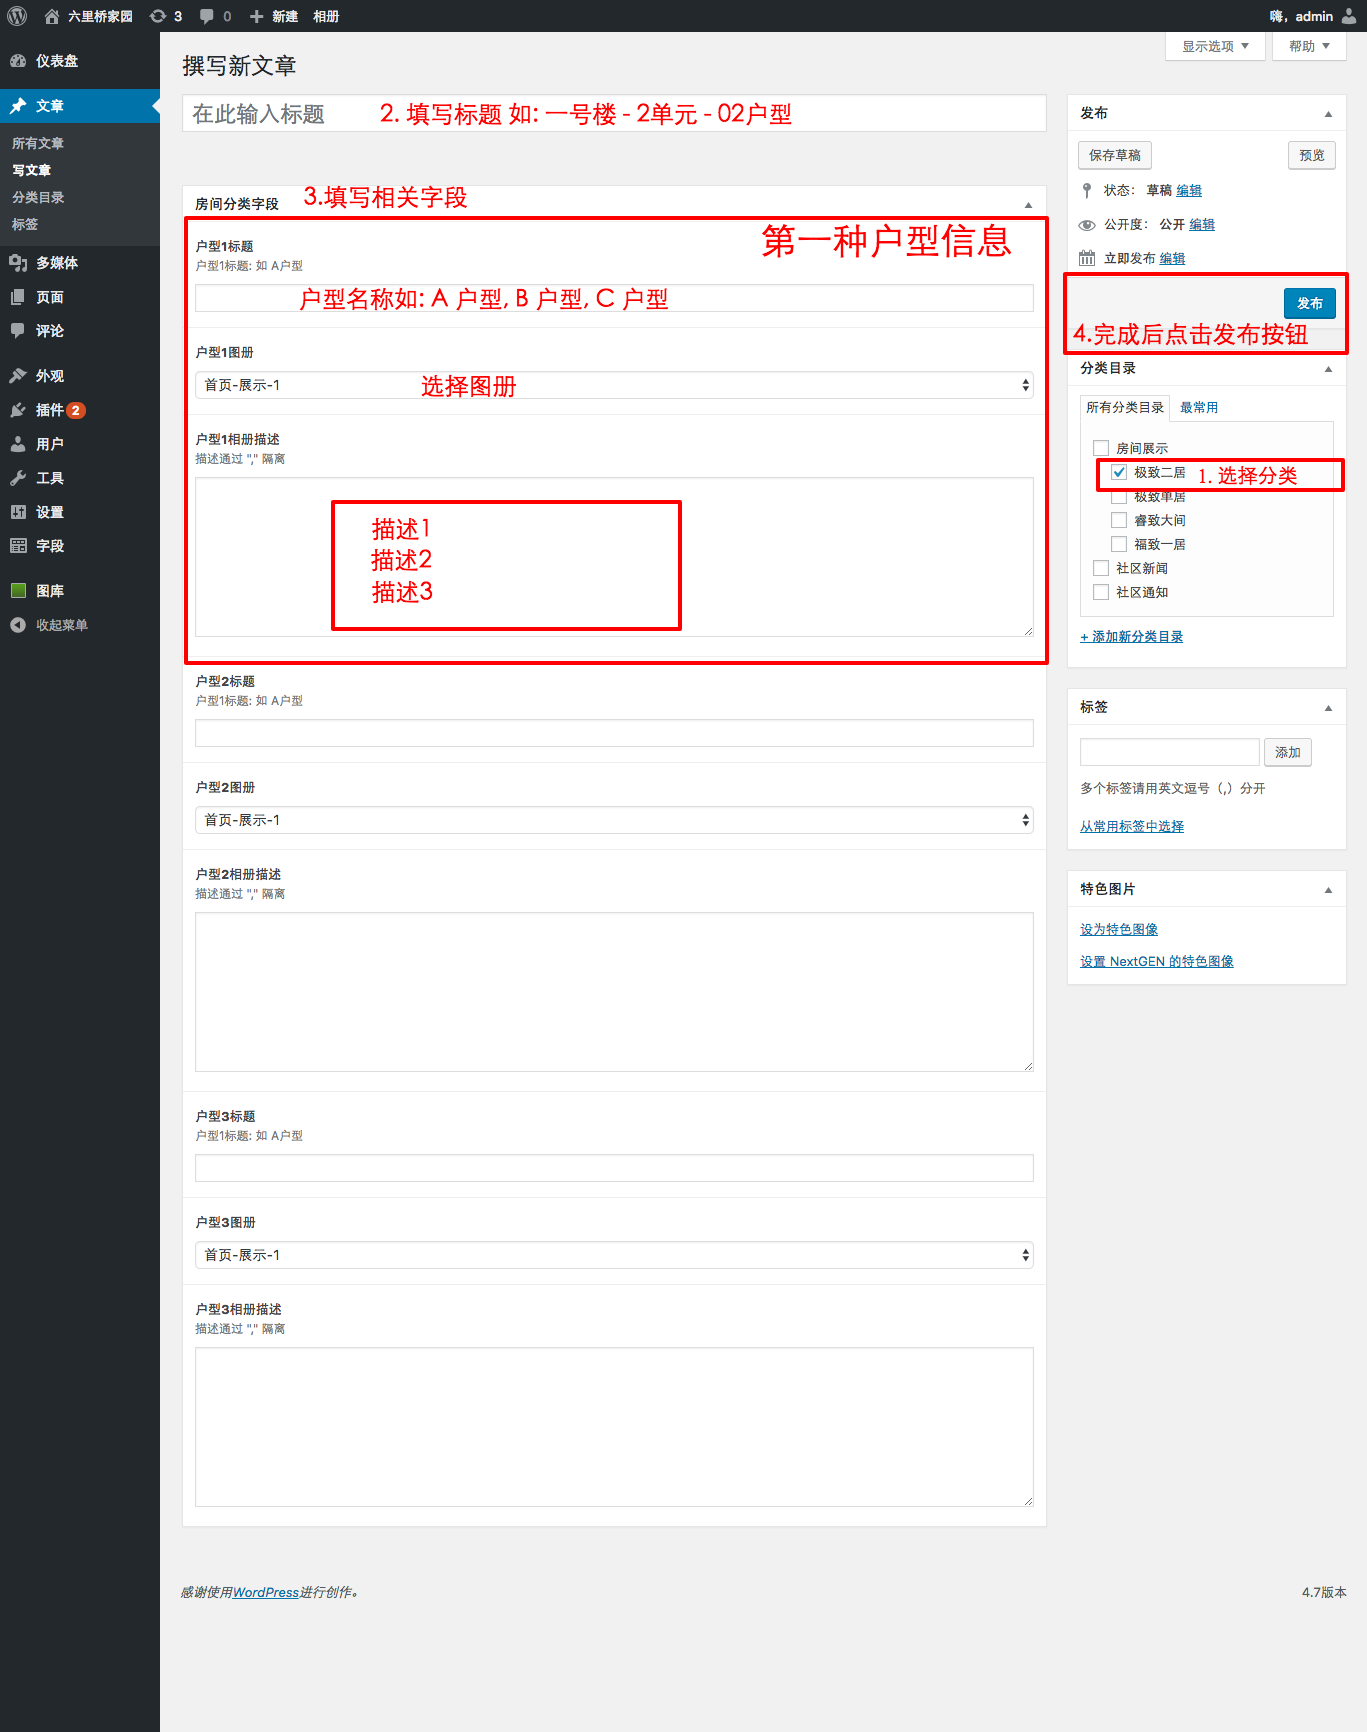 六里桥家园 3 0 新建 相册 嗨，admin
仪表盘
文章
所有文章
写文章
分类目录
标签
多媒体
页面
评论
外观
插件 2
用户
工具
设置
字段
图库
收起菜单
显示选项 帮助
撰写新文章
在此输入标题 2. 填写标题 如: 一号楼 - 2单元 - 02户型
房间分类字段 3.填写相关字段
第一种户型信息
户型1标题
户型1标题: 如 A户型
户型名称如: A 户型, B 户型, C 户型
户型1图册
首页-展示-1 选择图册
户型1相册描述
描述通过 "," 隔离
描述1
描述2
描述3
户型2标题
户型1标题: 如 A户型
户型2图册
首页-展示-1
户型2相册描述
描述通过 "," 隔离
户型3标题
户型1标题: 如 A户型
户型3图册
首页-展示-1
户型3相册描述
描述通过 "," 隔离
发布
保存草稿 预览
状态： 草稿 编辑
公开度： 公开 编辑
立即发布 编辑
发布
4.完成后点击发布按钮
分类目录
所有分类目录 最常用
房间展示
极致二居 1. 选择分类
极致单居
睿致大间
福致一居
社区新闻
社区通知
+ 添加新分类目录
标签
添加
多个标签请用英文逗号（,）分开
从常用标签中选择
特色图片
设为特色图像
设置 NextGEN 的特色图像
感谢使用WordPress进行创作。 4.7版本